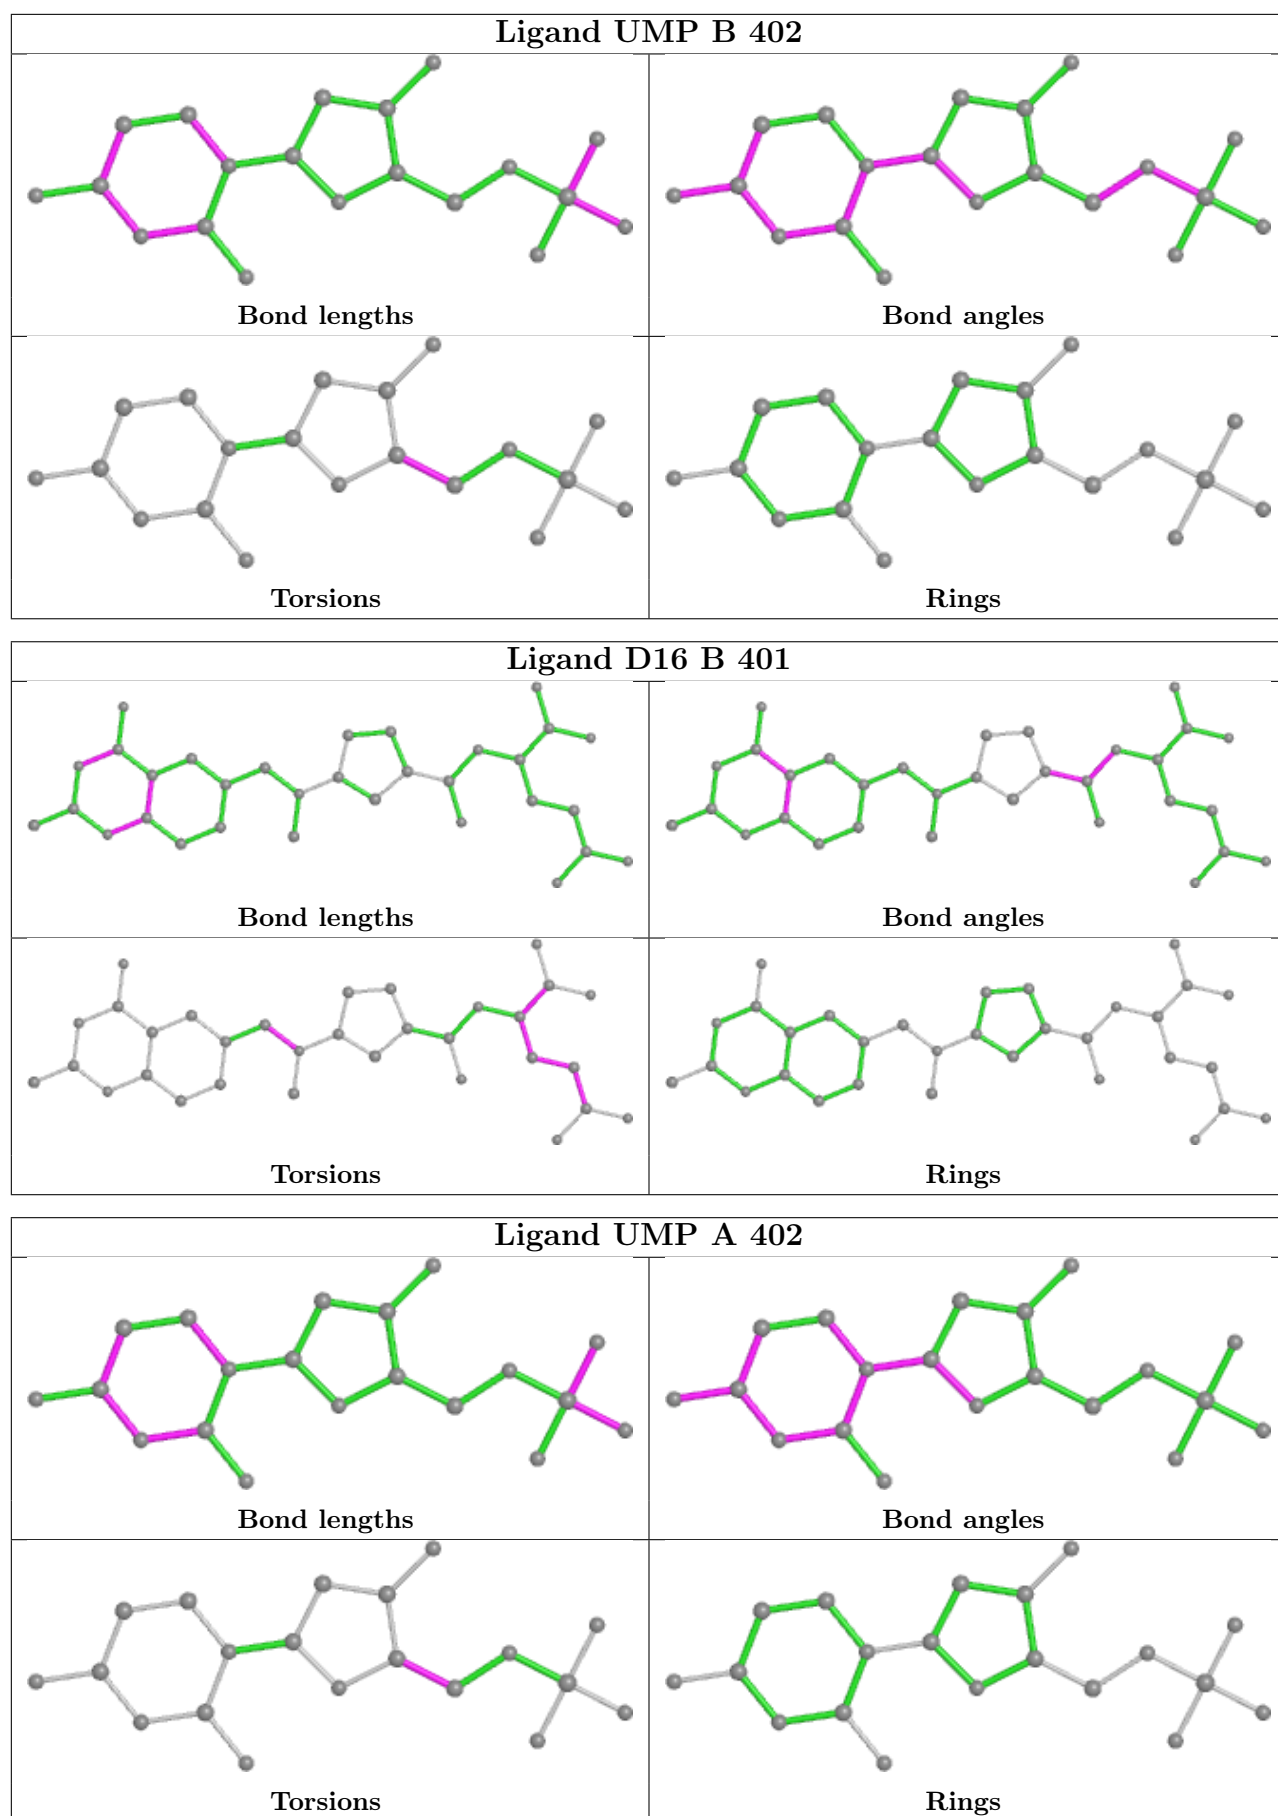 Ligand UMP B 402
Bond lengths
Bond angles
Torsions
Rings
Ligand D16 B 401
Bond lengths
Bond angles
Torsions
Rings
Ligand UMP A 402
Bond lengths
Bond angles
Torsions
Rings